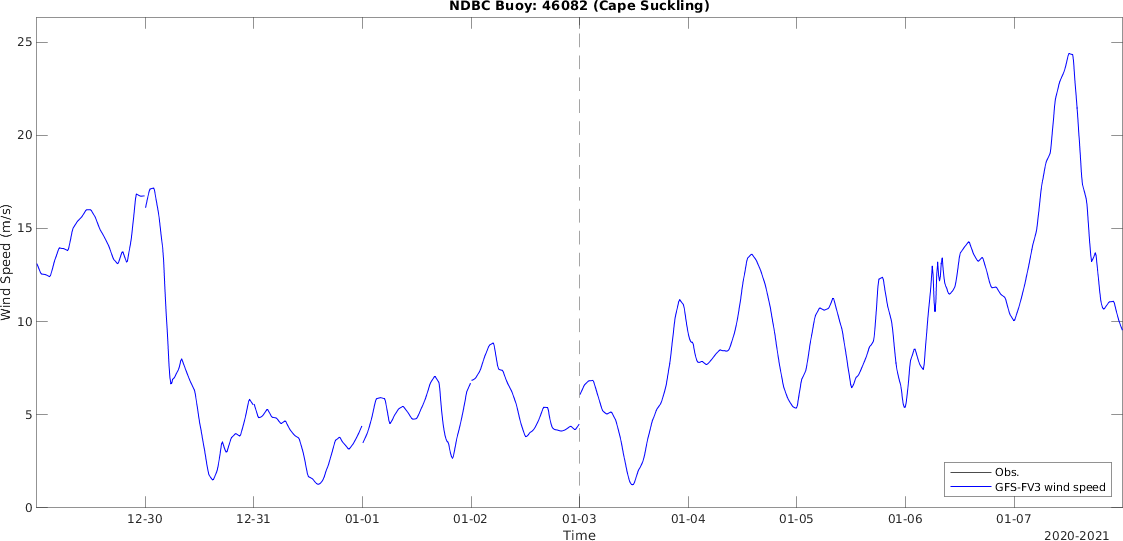 NDBC Buoy: 46082 (Cape Suckling)
25
20
15
10
5
0
Wind Speed (m/s)
Obs.
GFS-FV3 wind speed
12-30 12-31 01-01 01-02 01-03 01-04 01-05 01-06 01-07
Time
2020-2021